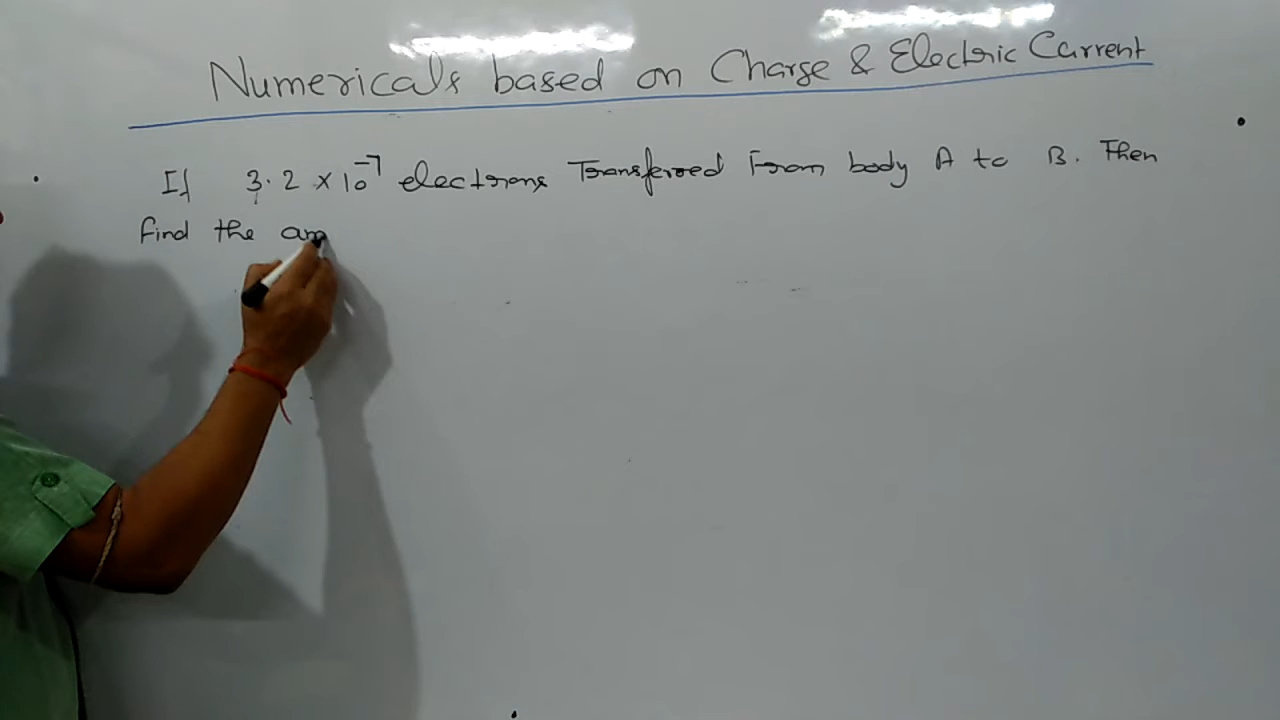 Numericals based on Charge & Electric Current
If 3.2 × 10⁻⁷ electrons Transfered From body A to B. Then
find the am